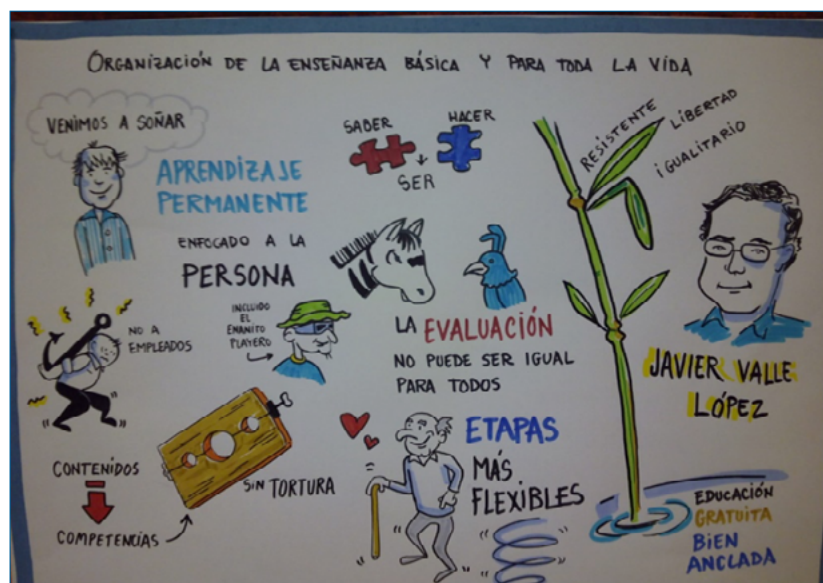 ORGANIZACIÓN DE LA ENSEÑANZA BÁSICA Y PARA TODA LA VIDA
VENIMOS A SOÑAR
APRENDIZAJE
PERMANENTE
ENFOCADO A LA
PERSONA
NO A
EMPLEADOS
INCLUIDO
EL
ENANITO
PLAYERO
CONTENIDOS
COMPETENCIAS
SIN TORTURA
SABER
HACER
SER
LA EVALUACIÓN
NO PUEDE SER IGUAL
PARA TODOS
ETAPAS
MÁS
FLEXIBLES
RESISTENTE
LIBERTAD
IGUALITARIO
JAVIER VALLE
LÓPEZ
EDUCACIÓN
GRATUITA
BIEN
ANCLADA